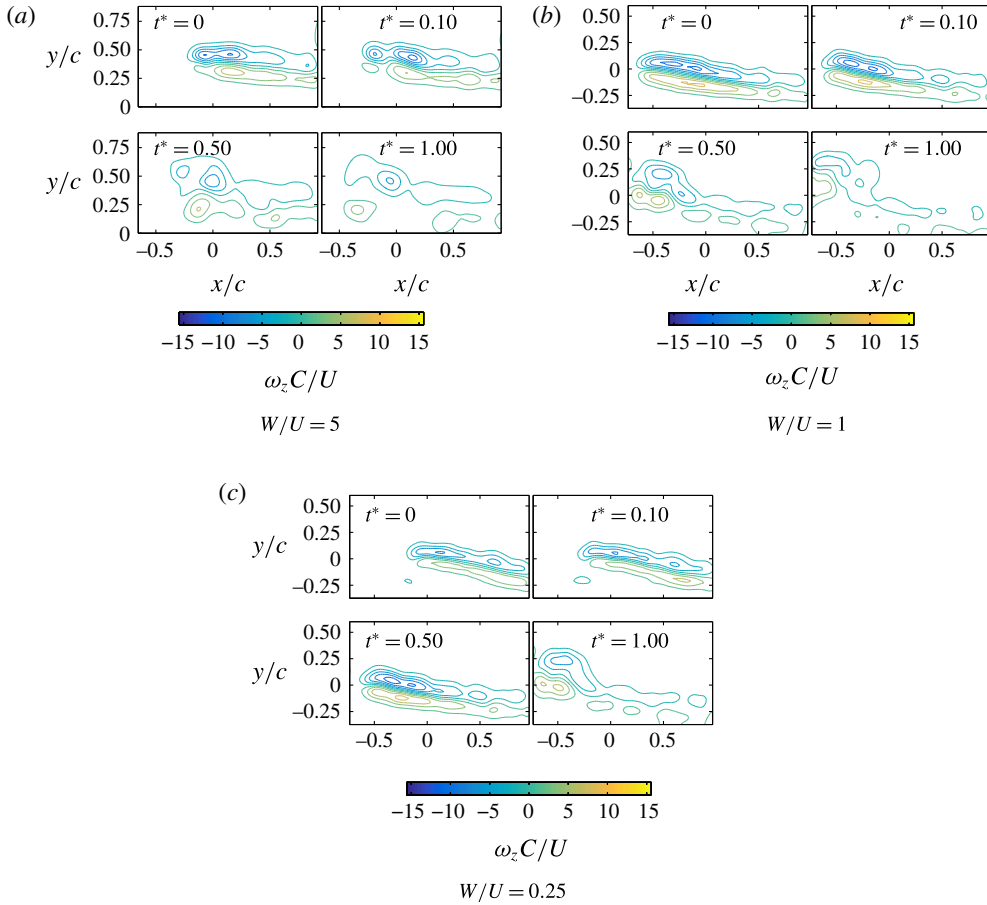 (a)
t* = 0
t* = 0.10
y/c
0.75
0.50
0.25
0
t* = 0.50
t* = 1.00
y/c
0.75
0.50
0.25
0
−0.5 0 0.5
−0.5 0 0.5
x/c
x/c
−15 −10 −5 0 5 10 15
ω_z C/U
W/U = 5
(b)
t* = 0
t* = 0.10
y/c
0.50
0.25
0
−0.25
t* = 0.50
t* = 1.00
y/c
0.50
0.25
0
−0.25
−0.5 0 0.5
−0.5 0 0.5
x/c
x/c
−15 −10 −5 0 5 10 15
ω_z C/U
W/U = 1
(c)
t* = 0
t* = 0.10
y/c
0.50
0.25
0
−0.25
t* = 0.50
t* = 1.00
y/c
0.50
0.25
0
−0.25
−0.5 0 0.5
−0.5 0 0.5
−15 −10 −5 0 5 10 15
ω_z C/U
W/U = 0.25